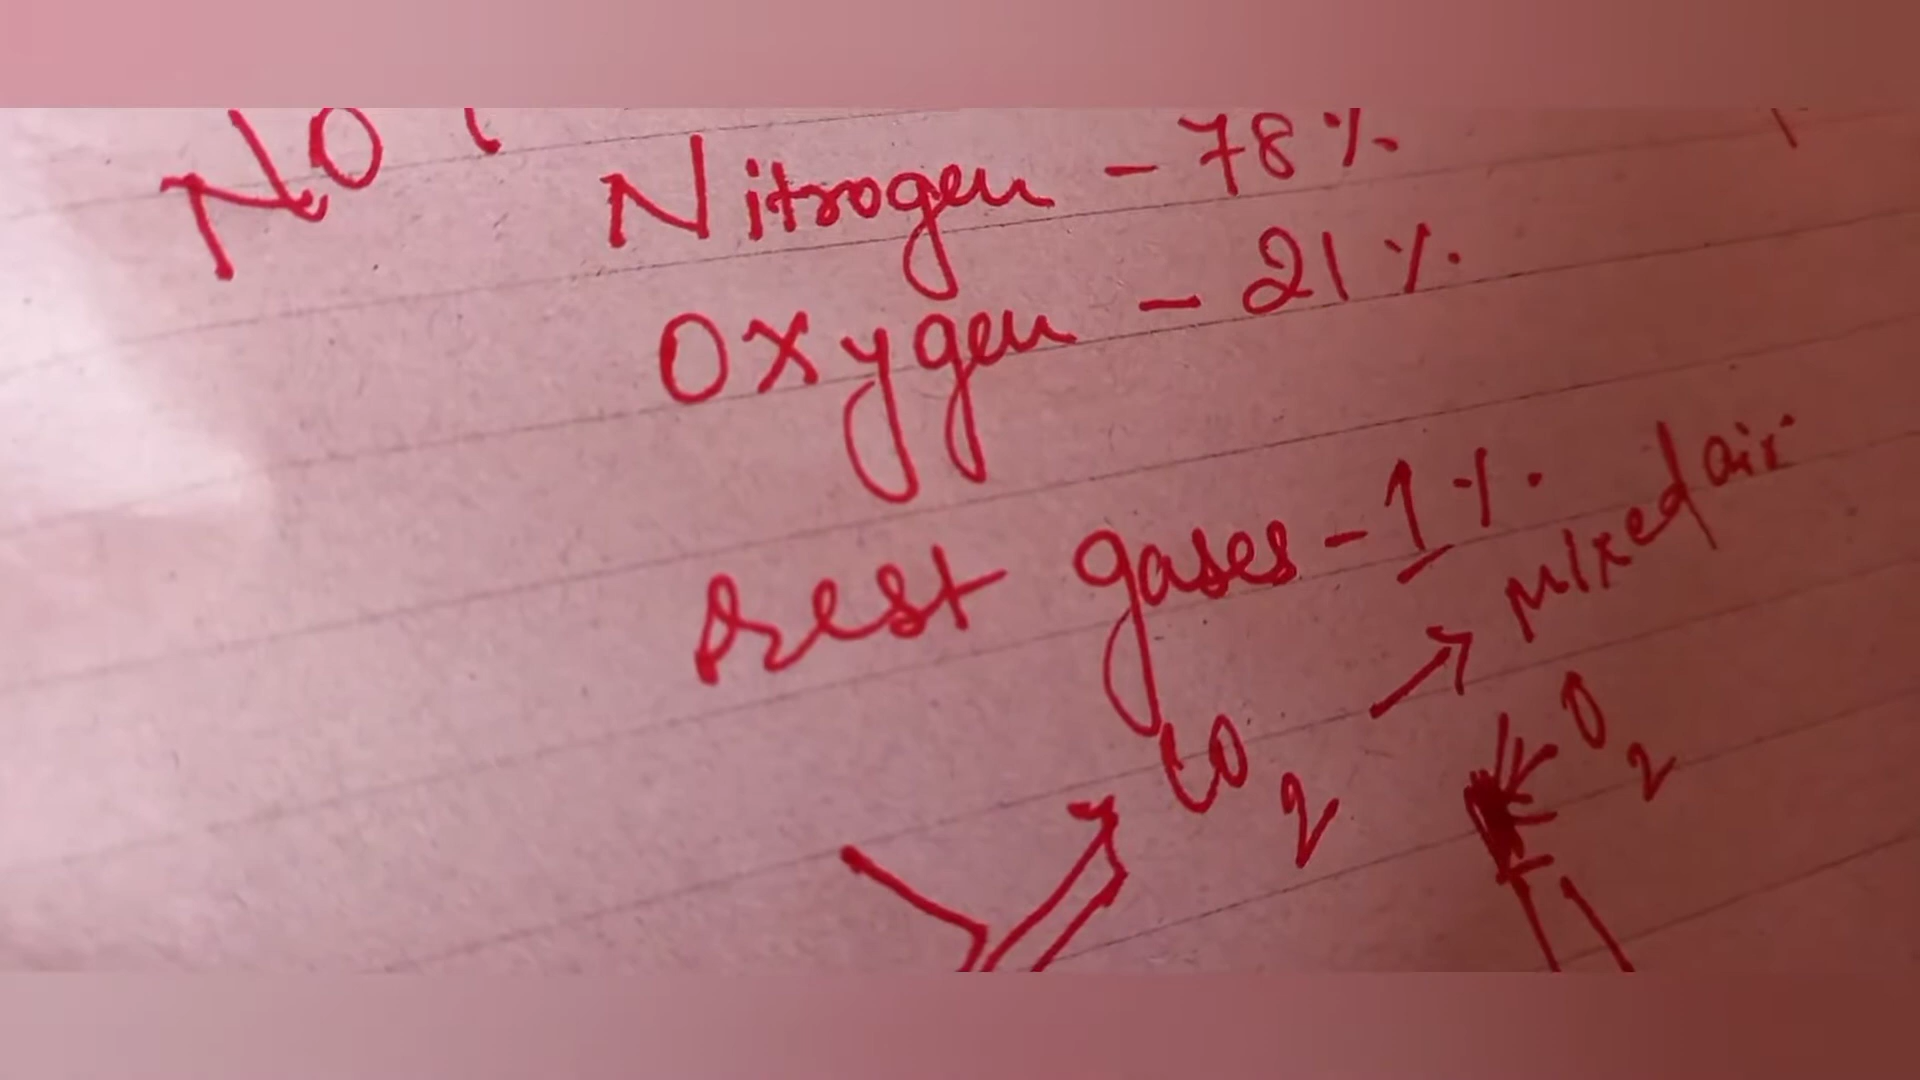 Nitrogen - 78%
Oxygen - 21%
rest gases - 1%
CO2 → mixed air
O2